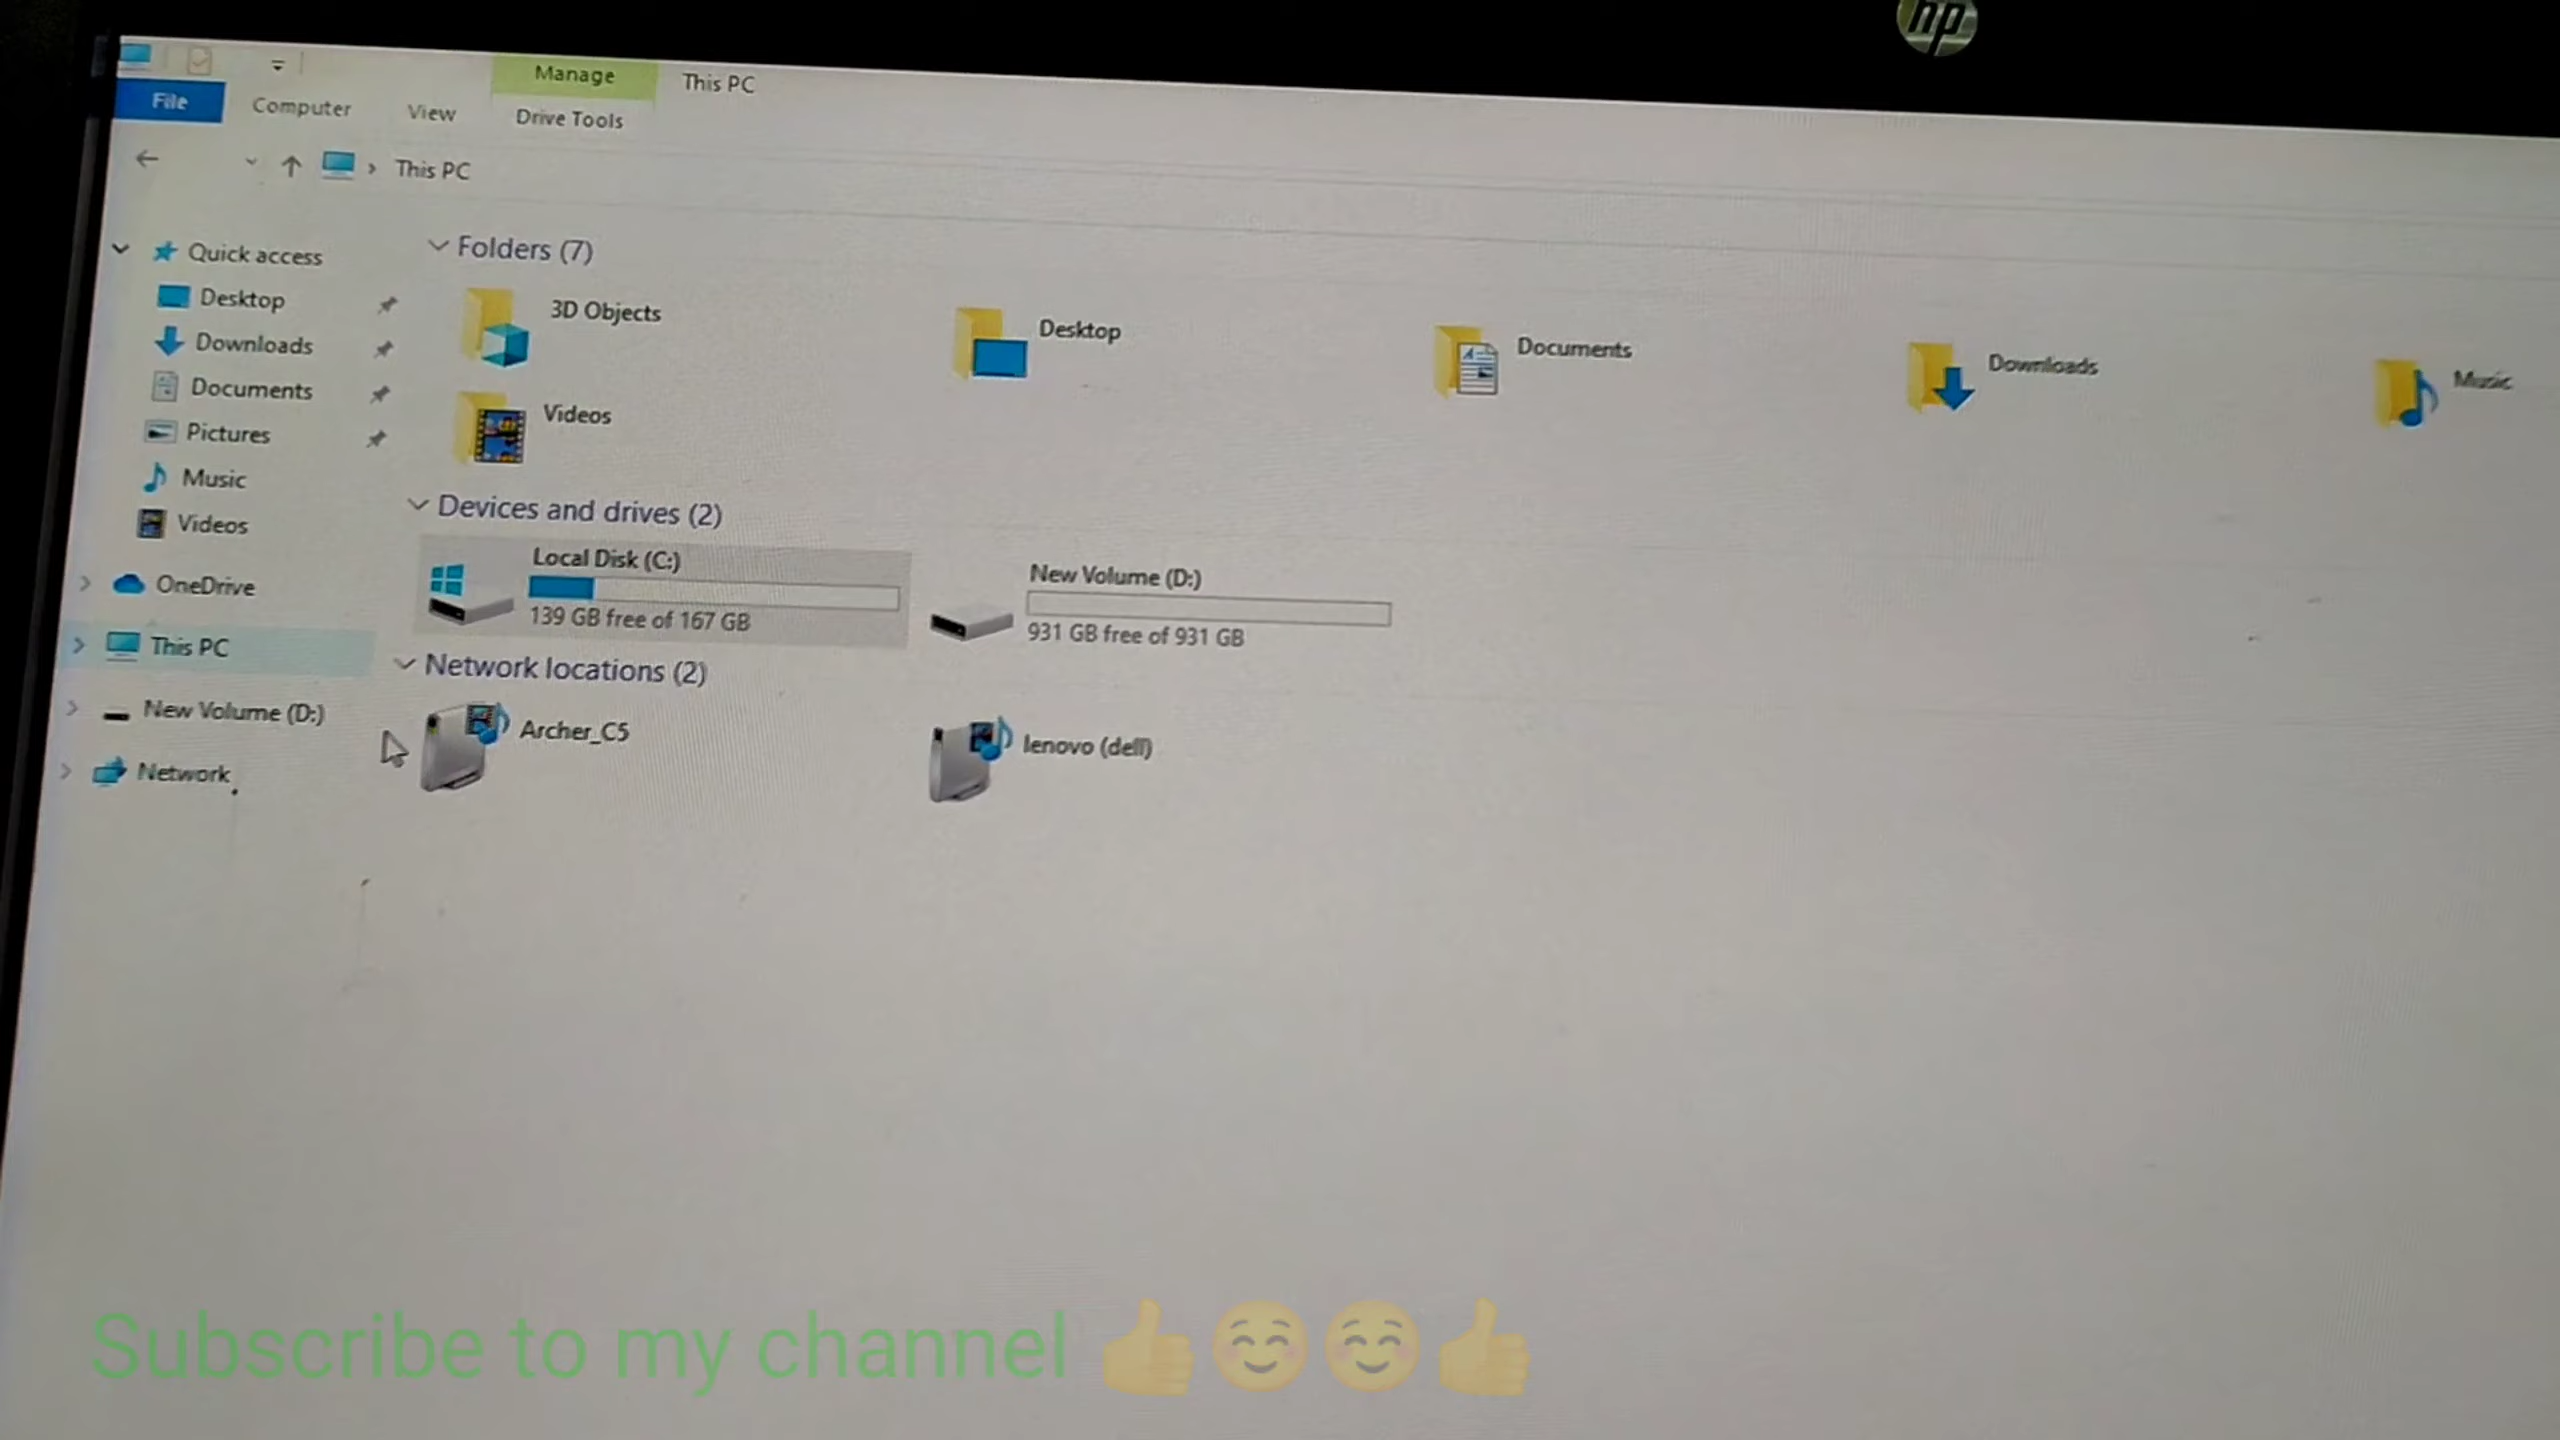 hp
Manage
This PC
File
Computer
View
Drive Tools
This PC
Quick access
Desktop
Downloads
Documents
Pictures
Music
Videos
OneDrive
This PC
New Volume (D:)
Network
Folders (7)
3D Objects
Desktop
Documents
Downloads
Music
Videos
Devices and drives (2)
Local Disk (C:)
139 GB free of 167 GB
New Volume (D:)
931 GB free of 931 GB
Network locations (2)
Archer_C5
lenovo (dell)
Subscribe to my channel 👍☺️☺️👍